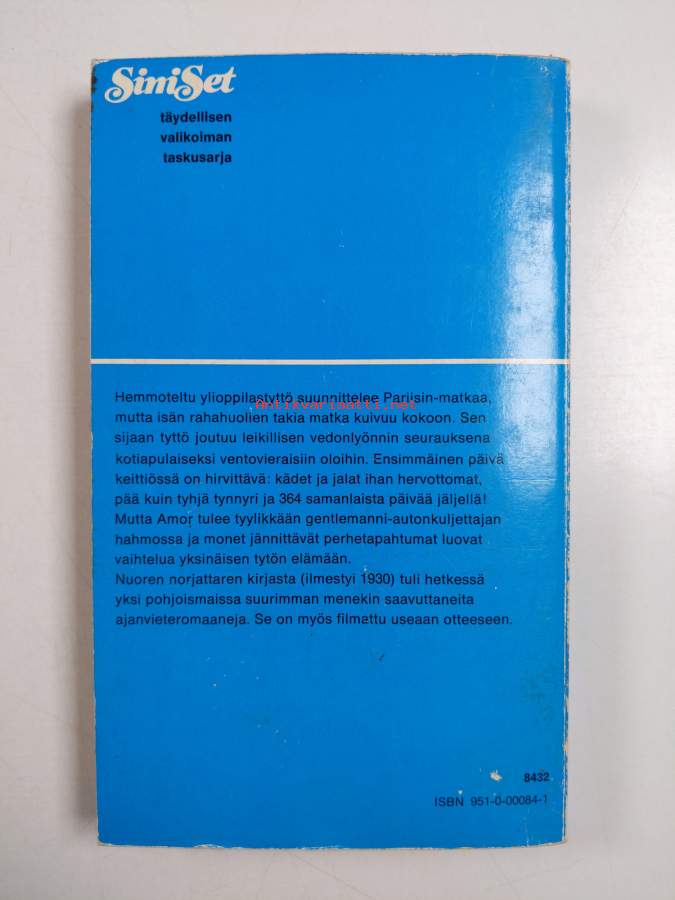 SiniSet
täydellisen
valikoiman
taskusarja
Hemmoteltu ylioppilastyttö suunnittelee Pariisin-matkaa,
antikvariaatti.net
mutta isän rahahuolien takia matka kuivuu kokoon. Sen
sijaan tyttö joutuu leikillisen vedonlyönnin seurauksena
kotiapulaiseksi ventovieraisiin oloihin. Ensimmäinen päivä
keittiössä on hirvittävä: kädet ja jalat ihan hervottomat,
pää kuin tyhjä tynnyri ja 364 samanlaista päivää jäljellä!
Mutta Amor tulee tyylikkään gentlemanni-autonkuljettajan
hahmossa ja monet jännittävät perhetapahtumat luovat
vaihtelua yksinäisen tytön elämään.
Nuoren norjattaren kirjasta (ilmestyi 1930) tuli hetkessä
yksi pohjoismaissa suurimman menekin saavuttaneita
ajanvieteromaaneja. Se on myös filmattu useaan otteeseen.
8432
ISBN 951-0-00084-1